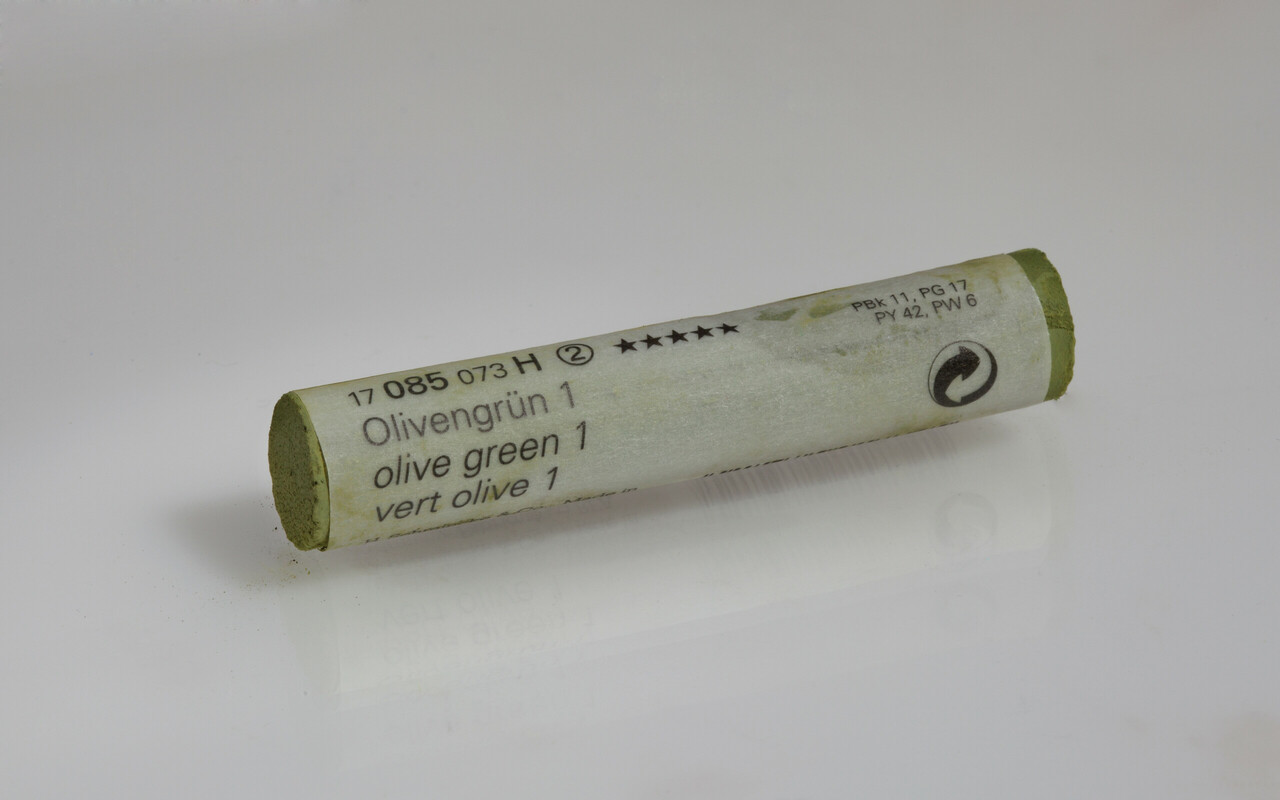 17 085 073 H ② ★★★★★
Olivengrün 1
olive green 1
vert olive 1
PBk 11, PG 17
PY 42, PW 6